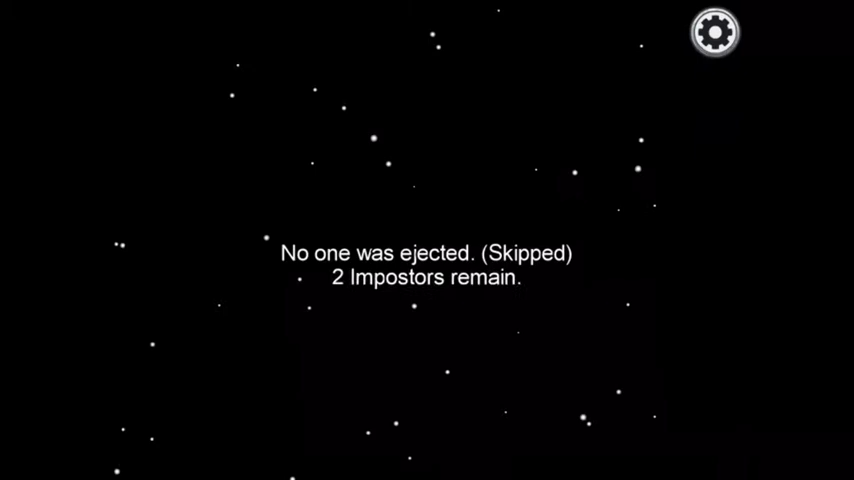 No one was ejected. (Skipped)
2 Impostors remain.